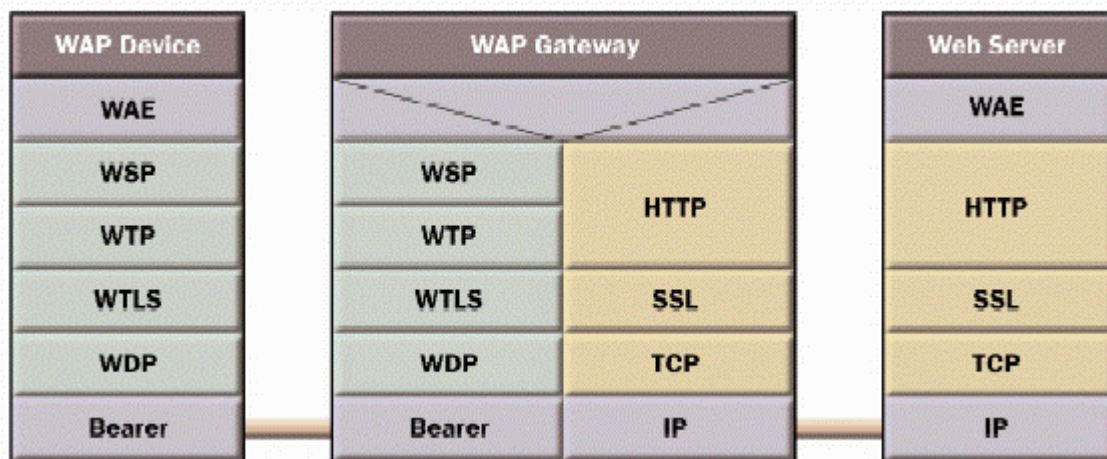 WAP Device
WAE
WSP
WTP
WTLS
WDP
Bearer
WAP Gateway
WSP
WTP
WTLS
WDP
Bearer
HTTP
SSL
TCP
IP
Web Server
WAE
HTTP
SSL
TCP
IP